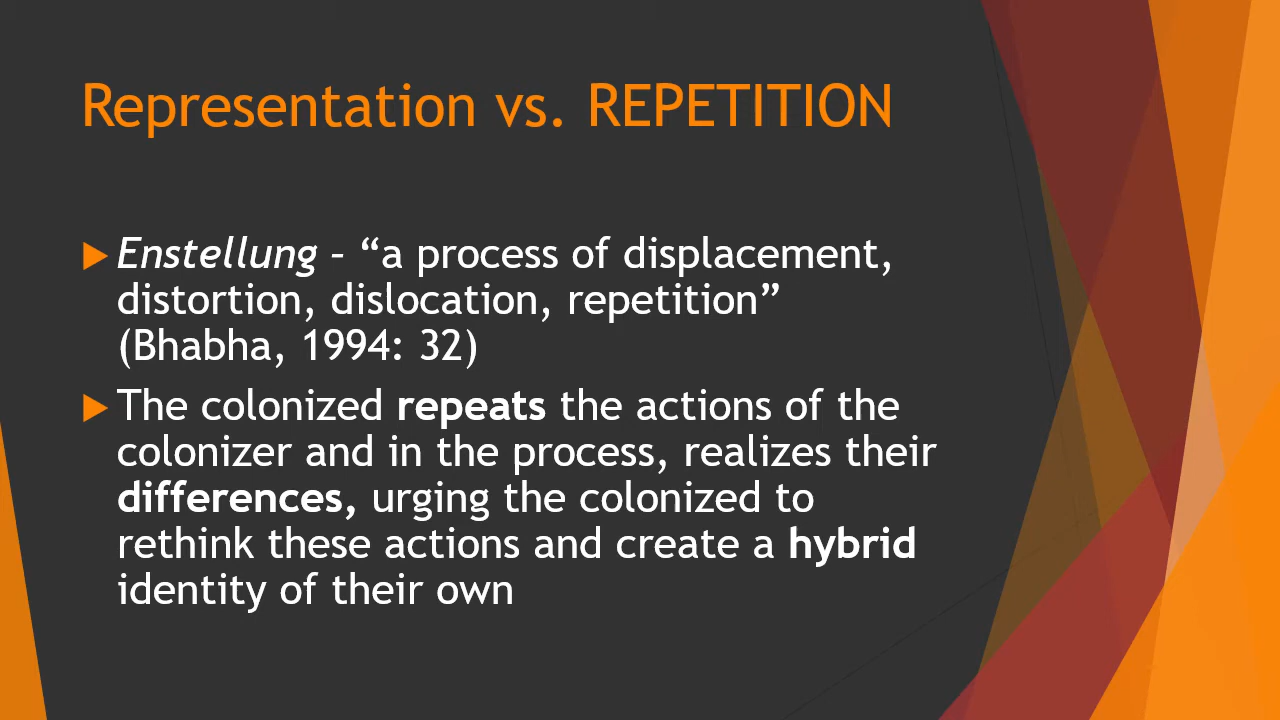 Representation vs. REPETITION
Enstellung – “a process of displacement,
distortion, dislocation, repetition”
(Bhabha, 1994: 32)
The colonized repeats the actions of the
colonizer and in the process, realizes their
differences, urging the colonized to
rethink these actions and create a hybrid
identity of their own